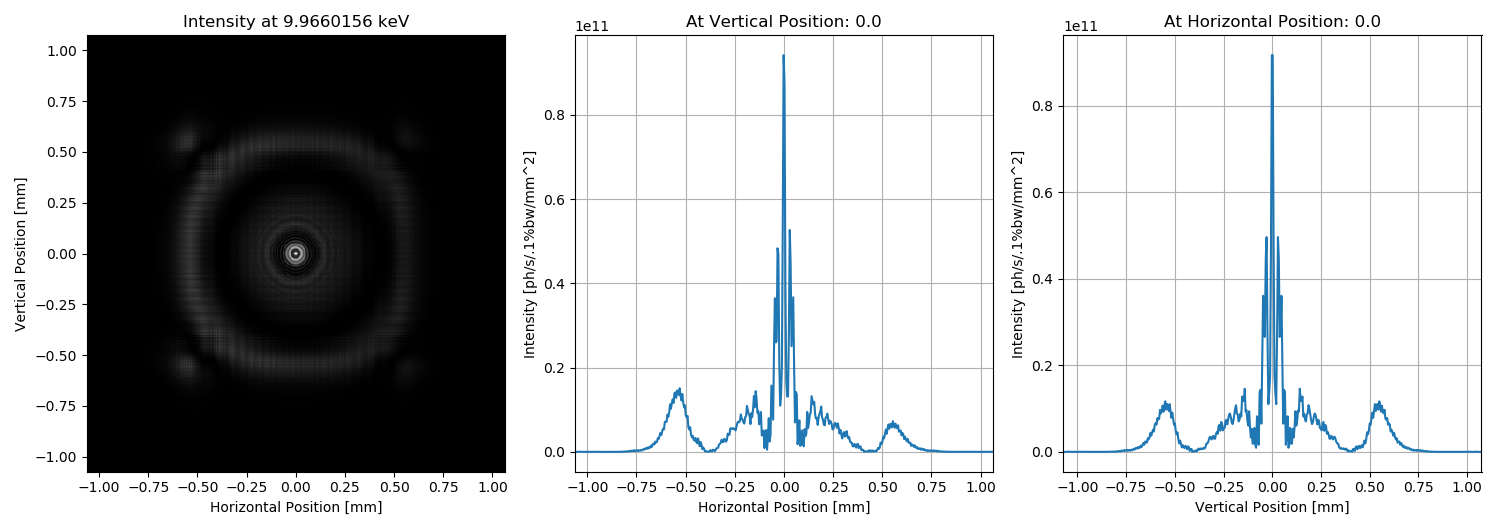 Intensity at 9.9660156 keV
1.00
0.75
0.50
0.25
0.00
−0.25
−0.50
−0.75
−1.00
Vertical Position [mm]
−1.00 −0.75 −0.50 −0.25 0.00 0.25 0.50 0.75 1.00
Horizontal Position [mm]
At Vertical Position: 0.0
1e11
0.8
0.6
0.4
0.2
0.0
Intensity [ph/s/.1%bw/mm^2]
−1.00 −0.75 −0.50 −0.25 0.00 0.25 0.50 0.75 1.00
Horizontal Position [mm]
At Horizontal Position: 0.0
1e11
0.8
0.6
0.4
0.2
0.0
Intensity [ph/s/.1%bw/mm^2]
−1.00 −0.75 −0.50 −0.25 0.00 0.25 0.50 0.75 1.00
Vertical Position [mm]